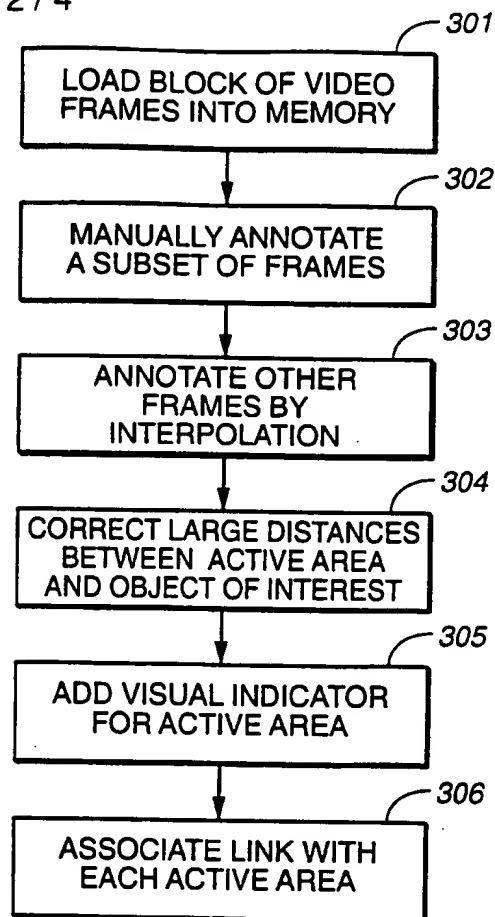 2/4
301
LOAD BLOCK OF VIDEO
FRAMES INTO MEMORY
302
MANUALLY ANNOTATE
A SUBSET OF FRAMES
303
ANNOTATE OTHER
FRAMES BY
INTERPOLATION
304
CORRECT LARGE DISTANCES
BETWEEN ACTIVE AREA
AND OBJECT OF INTEREST
305
ADD VISUAL INDICATOR
FOR ACTIVE AREA
306
ASSOCIATE LINK WITH
EACH ACTIVE AREA